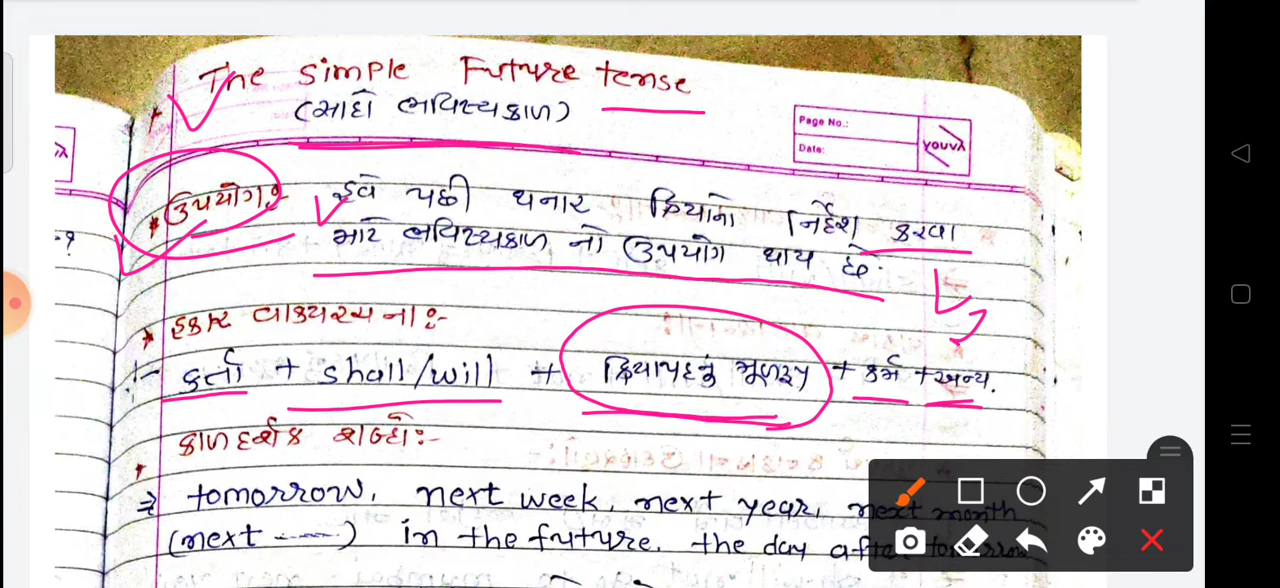 The simple Future tense
(સાદો ભવિષ્યકાળ)
Page No.:
Date:
YOUVA
ઉપયોગ:- હવે પછી થનાર ક્રિયાનો નિર્દેશ કરવા
માટે ભવિષ્યકાળ નો ઉપયોગ થાય છે.
હકાર વાક્યરચના:-
કર્તા + shall/will + ક્રિયાપદનું મૂળરૂપ + કર્મ + અન્ય.
કાળદર્શક શબ્દો:-
⇒ tomorrow, next week, next year, next month
(next ----) in the future. the day after tomorrow